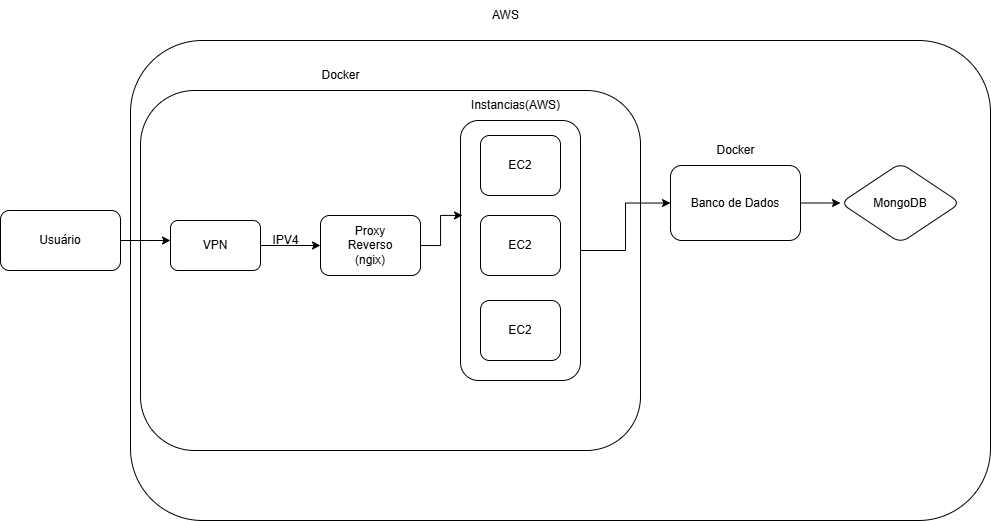 AWS
Docker
Instancias(AWS)
EC2
Docker
Banco de Dados
MongoDB
Usuário
VPN
IPV4
Proxy
Reverso
(ngix)
EC2
EC2